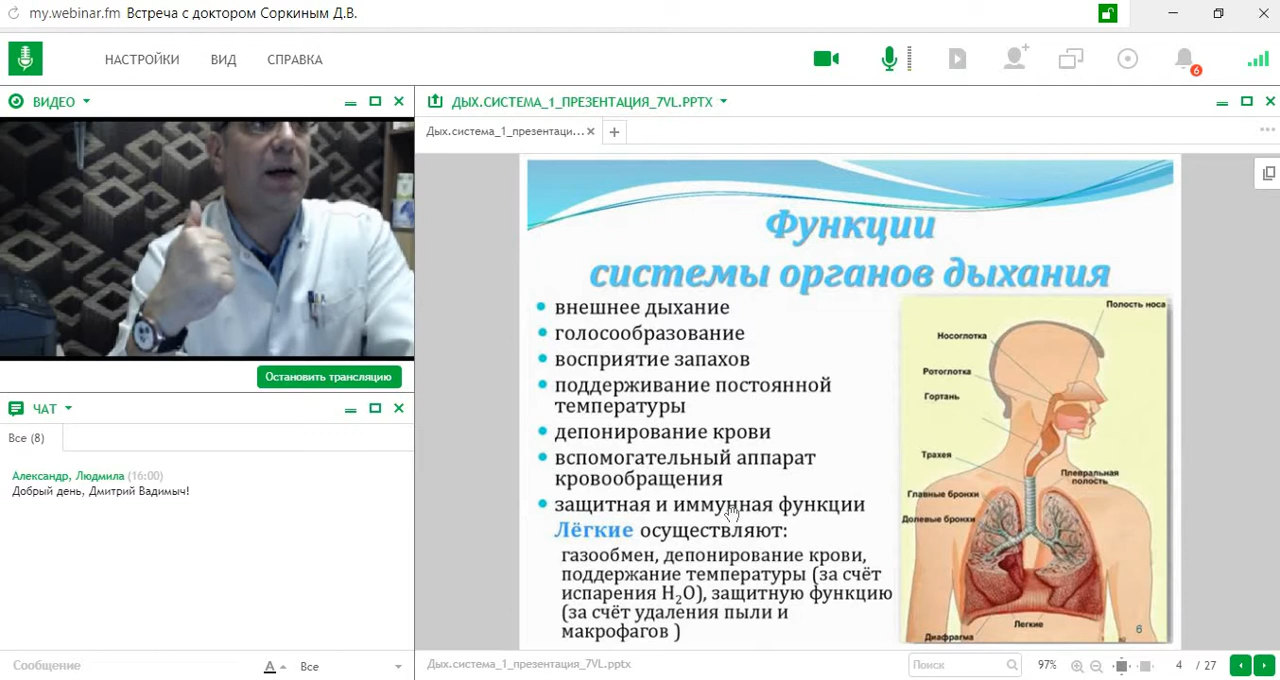 my.webinar.fm Встреча с доктором Соркиным Д.В.
НАСТРОЙКИ ВИД СПРАВКА
6
ВИДЕО
ДЫХ.СИСТЕМА_1_ПРЕЗЕНТАЦИЯ_7VL.PPTX
Дых.система_1_презентаци...
Функции
системы органов дыхания
внешнее дыхание
голосообразование
восприятие запахов
поддерживание постоянной
температуры
депонирование крови
вспомогательный аппарат
кровообращения
защитная и иммунная функции
Лёгкие осуществляют:
газообмен, депонирование крови,
поддержание температуры (за счёт
испарения H₂O), защитную функцию
(за счёт удаления пыли и
макрофагов )
Полость носа
Носоглотка
Ротоглотка
Гортань
Трахея
Плевральная
полость
Главные бронхи
Долевые бронхи
Легкие
Диафрагма
6
Остановить трансляцию
ЧАТ
Все (8)
Александр, Людмила (16:00)
Добрый день, Дмитрий Вадимыч!
Сообщение
А
Все
Дых.система_1_презентация_7VL.pptx
Поиск
97%
4 / 27